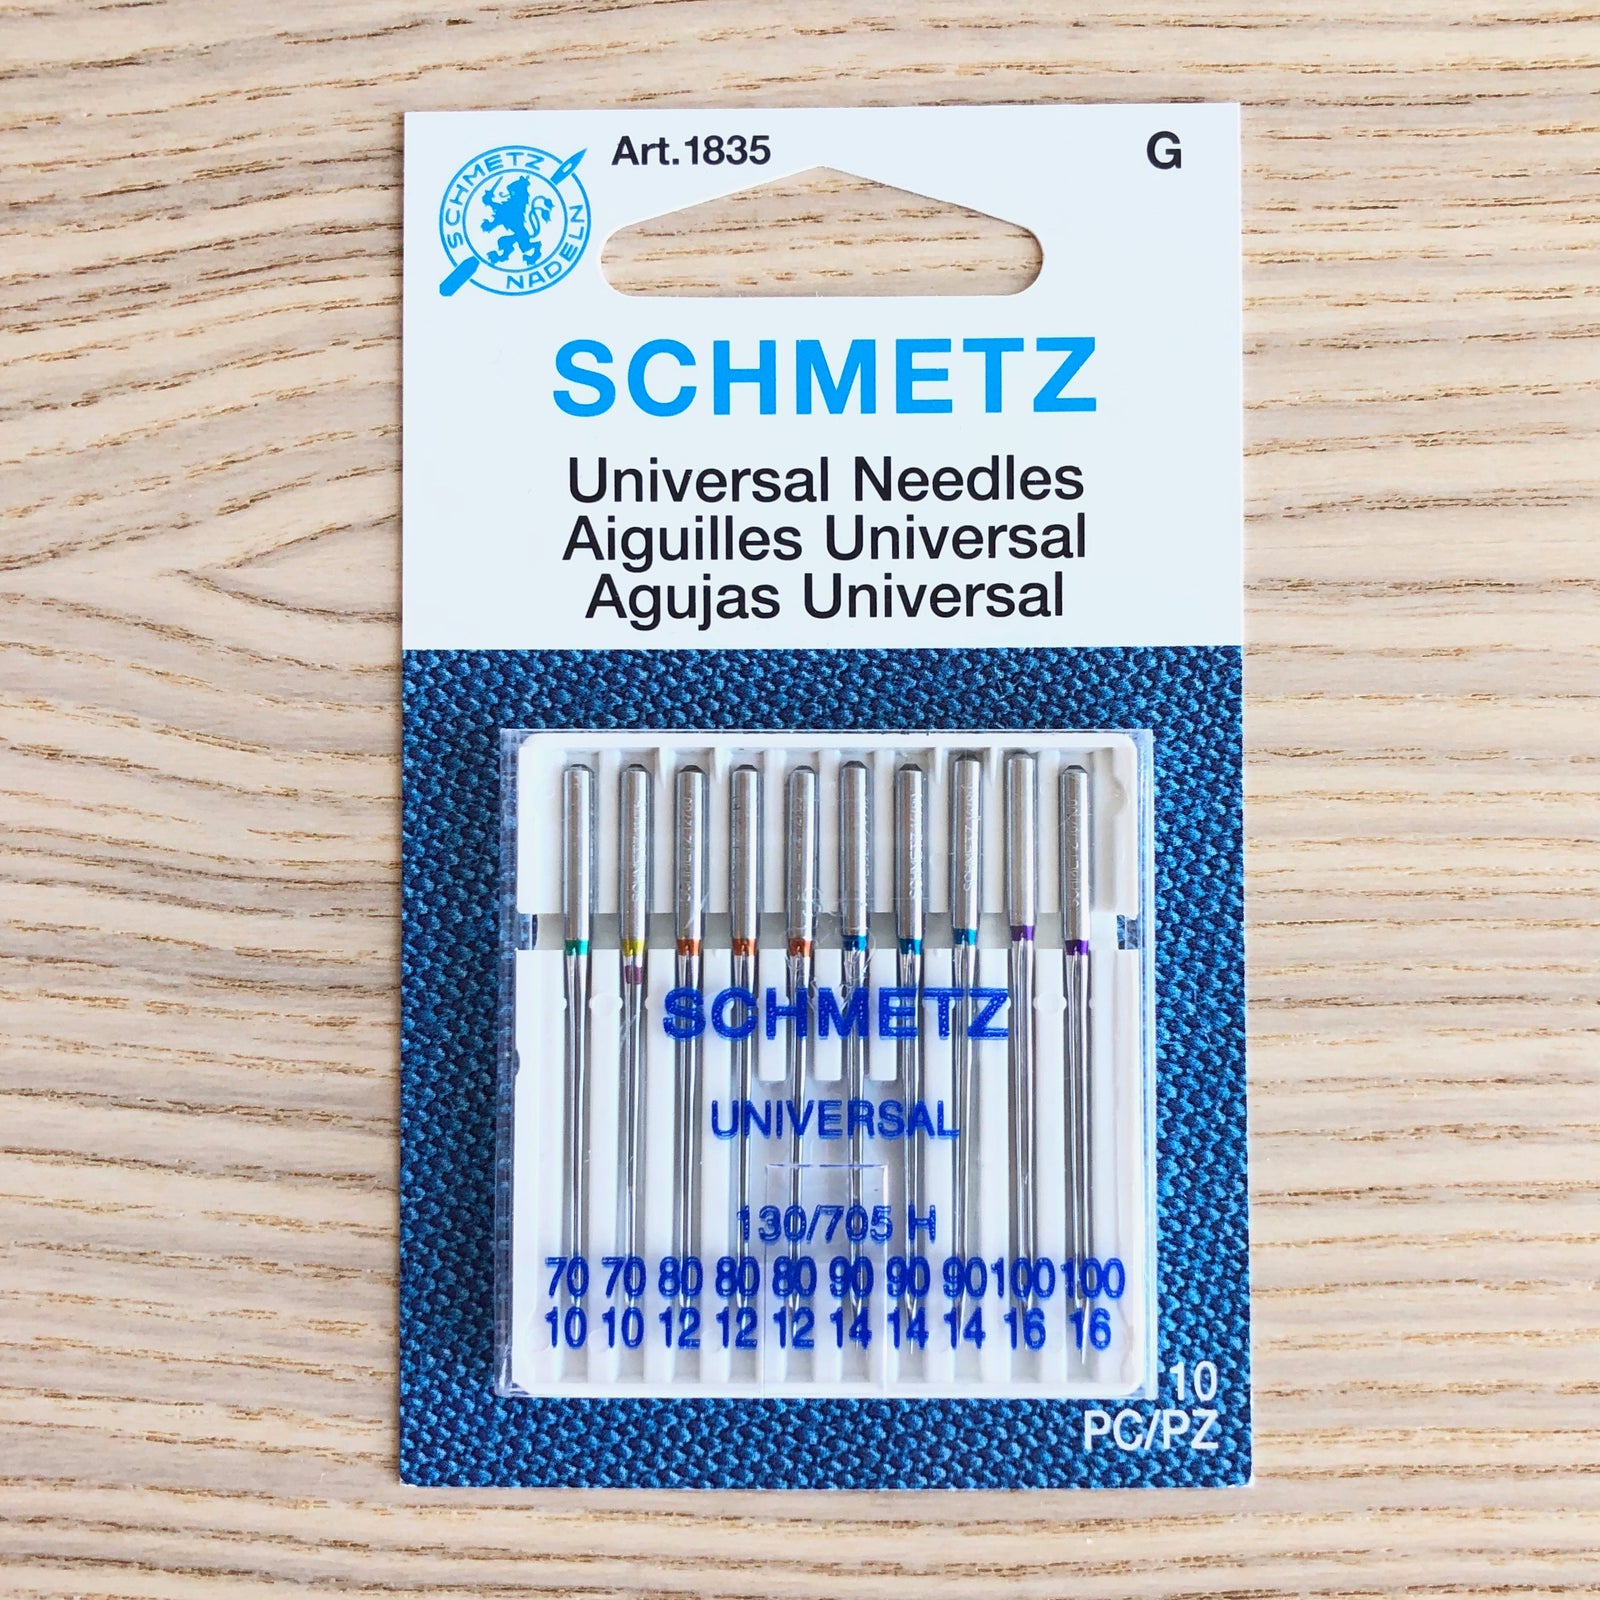 SCHMETZ NADELN
Art.1835
G
SCHMETZ
Universal Needles
Aiguilles Universal
Agujas Universal
SCHMETZ
UNIVERSAL
130/705 H
70 70 80 80 80 90 90 90 100 100
10 10 12 12 12 14 14 14 16 16
10
PC/PZ